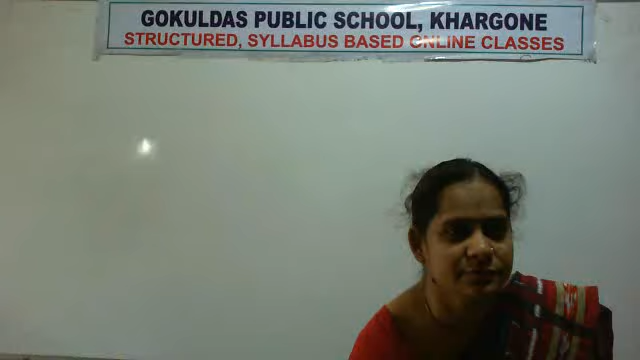 GOKULDAS PUBLIC SCHOOL, KHARGONE
STRUCTURED, SYLLABUS BASED ONLINE CLASSES